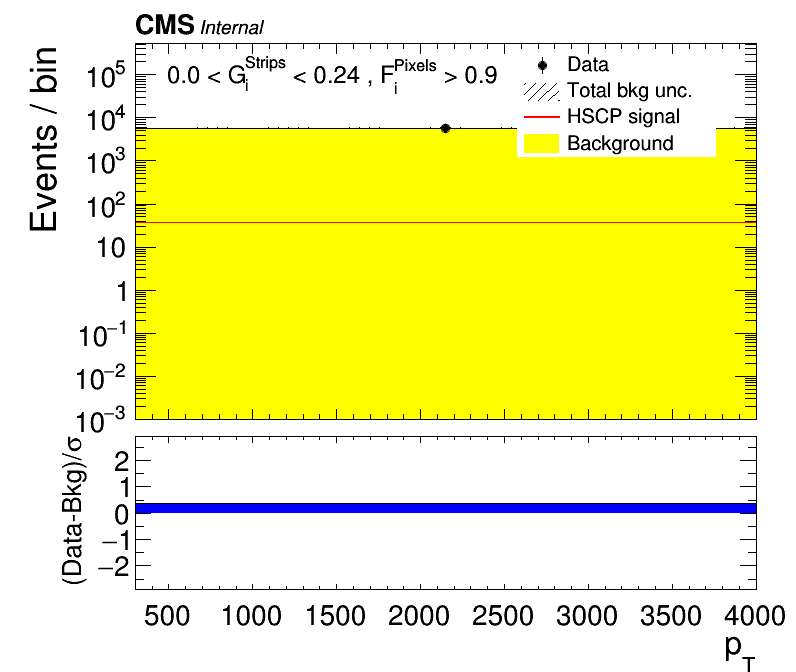 CMS Internal
0.0 < G_i^Strips < 0.24 , F_i^Pixels > 0.9
Data
Total bkg unc.
HSCP signal
Background
Events / bin
10^5
10^4
10^3
10^2
10
1
10^−1
10^−2
10^−3
(Data-Bkg)/σ
2
1
0
−1
−2
500 1000 1500 2000 2500 3000 3500 4000
p_T